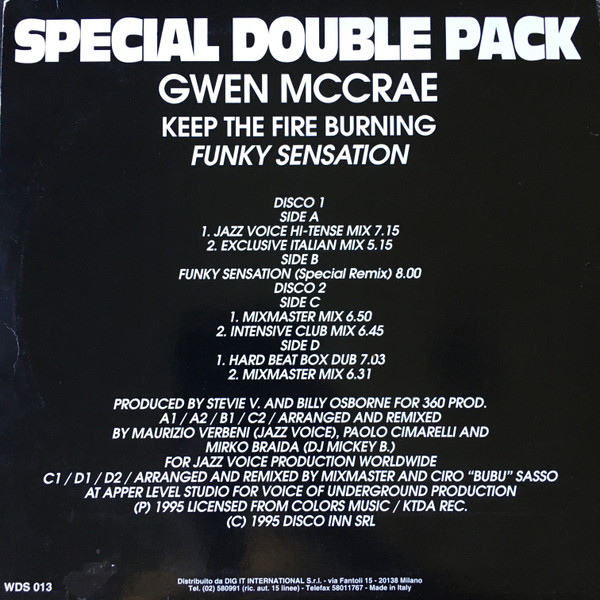 SPECIAL DOUBLE PACK
GWEN MCCRAE
KEEP THE FIRE BURNING
FUNKY SENSATION
DISCO 1
SIDE A
1. JAZZ VOICE HI-TENSE MIX 7.15
2. EXCLUSIVE ITALIAN MIX 5.15
SIDE B
FUNKY SENSATION (Special Remix) 8.00
DISCO 2
SIDE C
1. MIXMASTER MIX 6.50
2. INTENSIVE CLUB MIX 6.45
SIDE D
1. HARD BEAT BOX DUB 7.03
2. MIXMASTER MIX 6.31
PRODUCED BY STEVIE V. AND BILLY OSBORNE FOR 360 PROD.
A1 / A2 / B1 / C2 / ARRANGED AND REMIXED
BY MAURIZIO VERBENI (JAZZ VOICE), PAOLO CIMARELLI AND
MIRKO BRAIDA (DJ MICKEY B.)
FOR JAZZ VOICE PRODUCTION WORLDWIDE
C1 / D1 / D2 / ARRANGED AND REMIXED BY MIXMASTER AND CIRO "BUBU" SASSO
AT APPER LEVEL STUDIO FOR VOICE OF UNDERGROUND PRODUCTION
(P) 1995 LICENSED FROM COLORS MUSIC / KTDA REC.
(C) 1995 DISCO INN SRL
WDS 013
Distribuito da DIG IT INTERNATIONAL S.r.l. - via Fantoli 15 - 20138 Milano
Tel. (02) 580991 (ric. aut. 15 linee) - Telefax 58011767 - Made in Italy